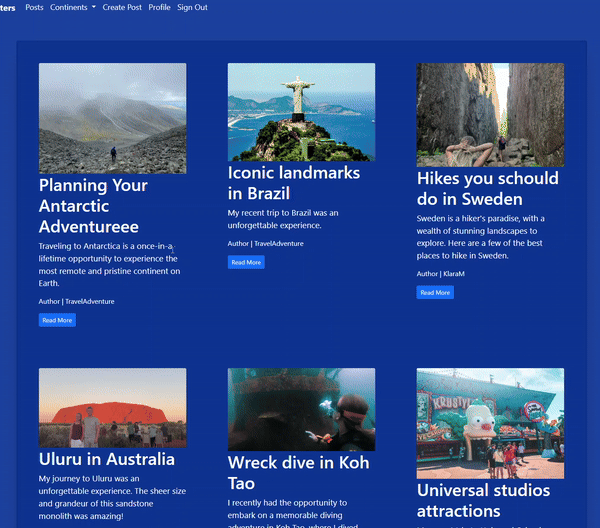 ters Posts Continents Create Post Profile Sign Out
Planning Your
Antarctic
Adventureee
Traveling to Antarctica is a once-in-a-
lifetime opportunity to experience the
most remote and pristine continent on
Earth.
Author | TravelAdventure
Read More
Iconic landmarks
in Brazil
My recent trip to Brazil was an
unforgettable experience.
Author | TravelAdventure
Read More
Hikes you schould
do in Sweden
Sweden is a hiker's paradise, with a
wealth of stunning landscapes to
explore. Here are a few of the best
places to hike in Sweden.
Author | KlaraM
Read More
Uluru in Australia
My journey to Uluru was an
unforgettable experience. The sheer size
and grandeur of this sandstone
monolith was amazing!
Wreck dive in Koh
Tao
I recently had the opportunity to
embark on a memorable diving
adventure in Koh Tao, where I dived
KRUSTYLAND
Universal studios
attractions